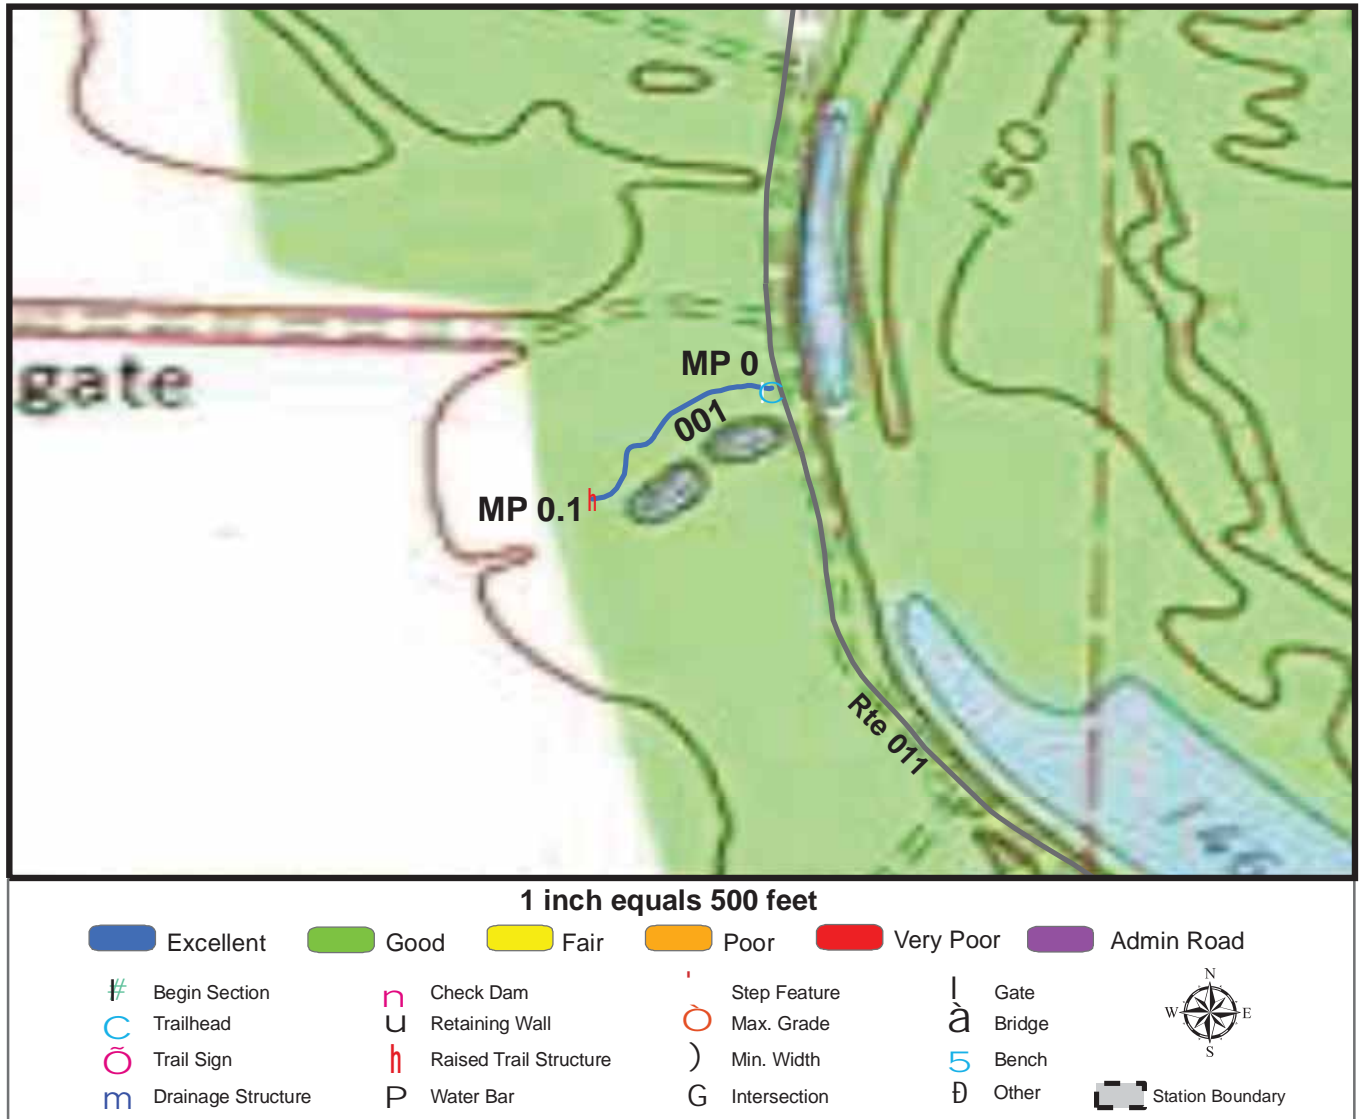 150
gate
MP 0
001
MP 0.1
Rte 011
146
1 inch equals 500 feet
Excellent Good Fair Poor Very Poor Admin Road
# Begin Section n Check Dam ' Step Feature I Gate N
C Trailhead u Retaining Wall Ò Max. Grade à Bridge W E
Õ Trail Sign h Raised Trail Structure ) Min. Width 5 Bench S
m Drainage Structure P Water Bar G Intersection Ð Other Station Boundary